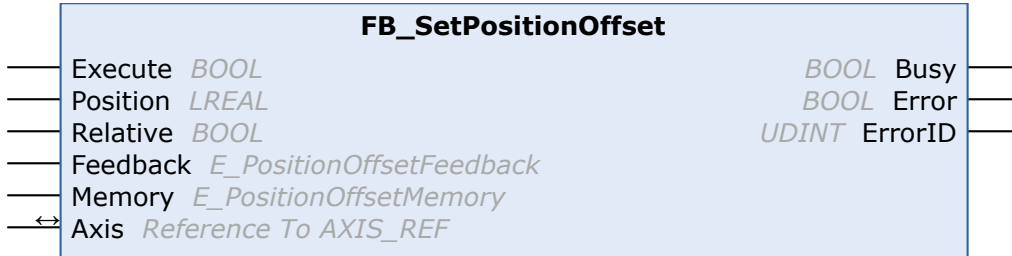 FB_SetPositionOffset
Execute BOOL BOOL Busy
Position LREAL BOOL Error
Relative BOOL UDINT ErrorID
Feedback E_PositionOffsetFeedback
Memory E_PositionOffsetMemory
↔ Axis Reference To AXIS_REF